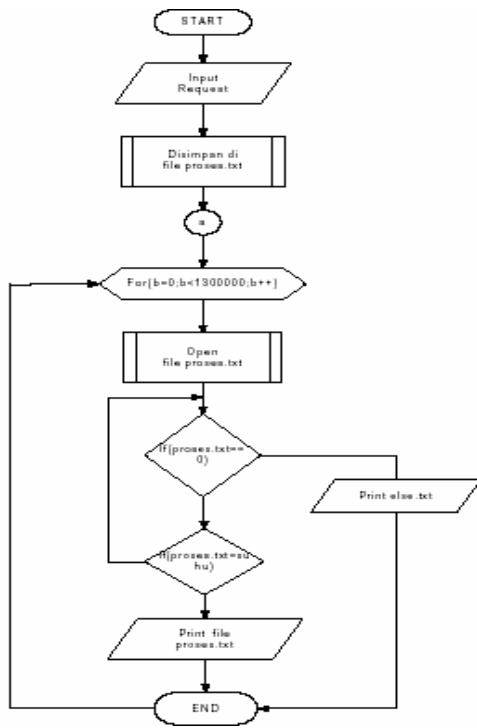 START
Input
Request
Disimpan di
file proses.txt
a
For(b=0;b<1300000;b++)
Open
file proses.txt
If(proses.txt==
0)
Print else.txt
If(proses.txt=su
hu)
Print file
proses.txt
END